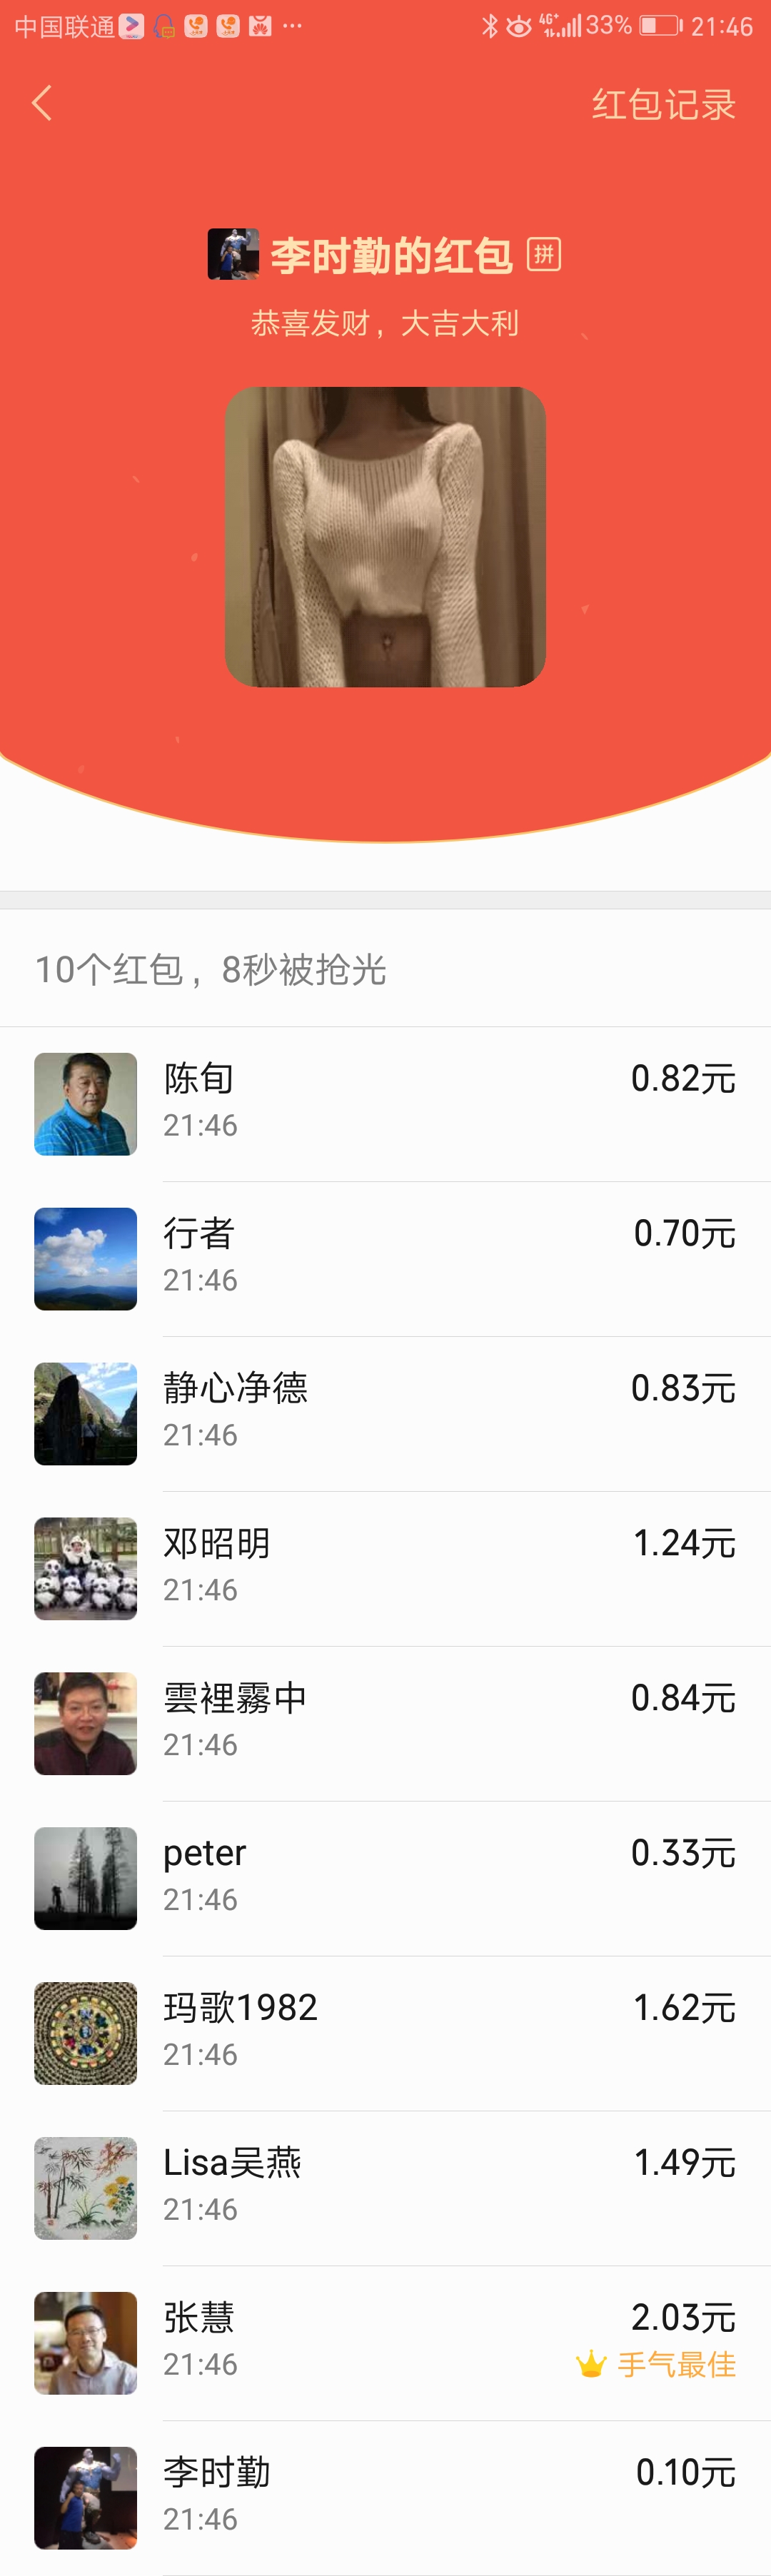 中国联通 ... 4G+ 33% 21:46
红包记录
李时勤的红包 拼
恭喜发财，大吉大利
10个红包，8秒被抢光
陈旬 0.82元
21:46
行者 0.70元
21:46
静心净德 0.83元
21:46
邓昭明 1.24元
21:46
雲裡霧中 0.84元
21:46
peter 0.33元
21:46
玛歌1982 1.62元
21:46
Lisa吴燕 1.49元
21:46
张慧 2.03元
21:46 手气最佳
李时勤 0.10元
21:46